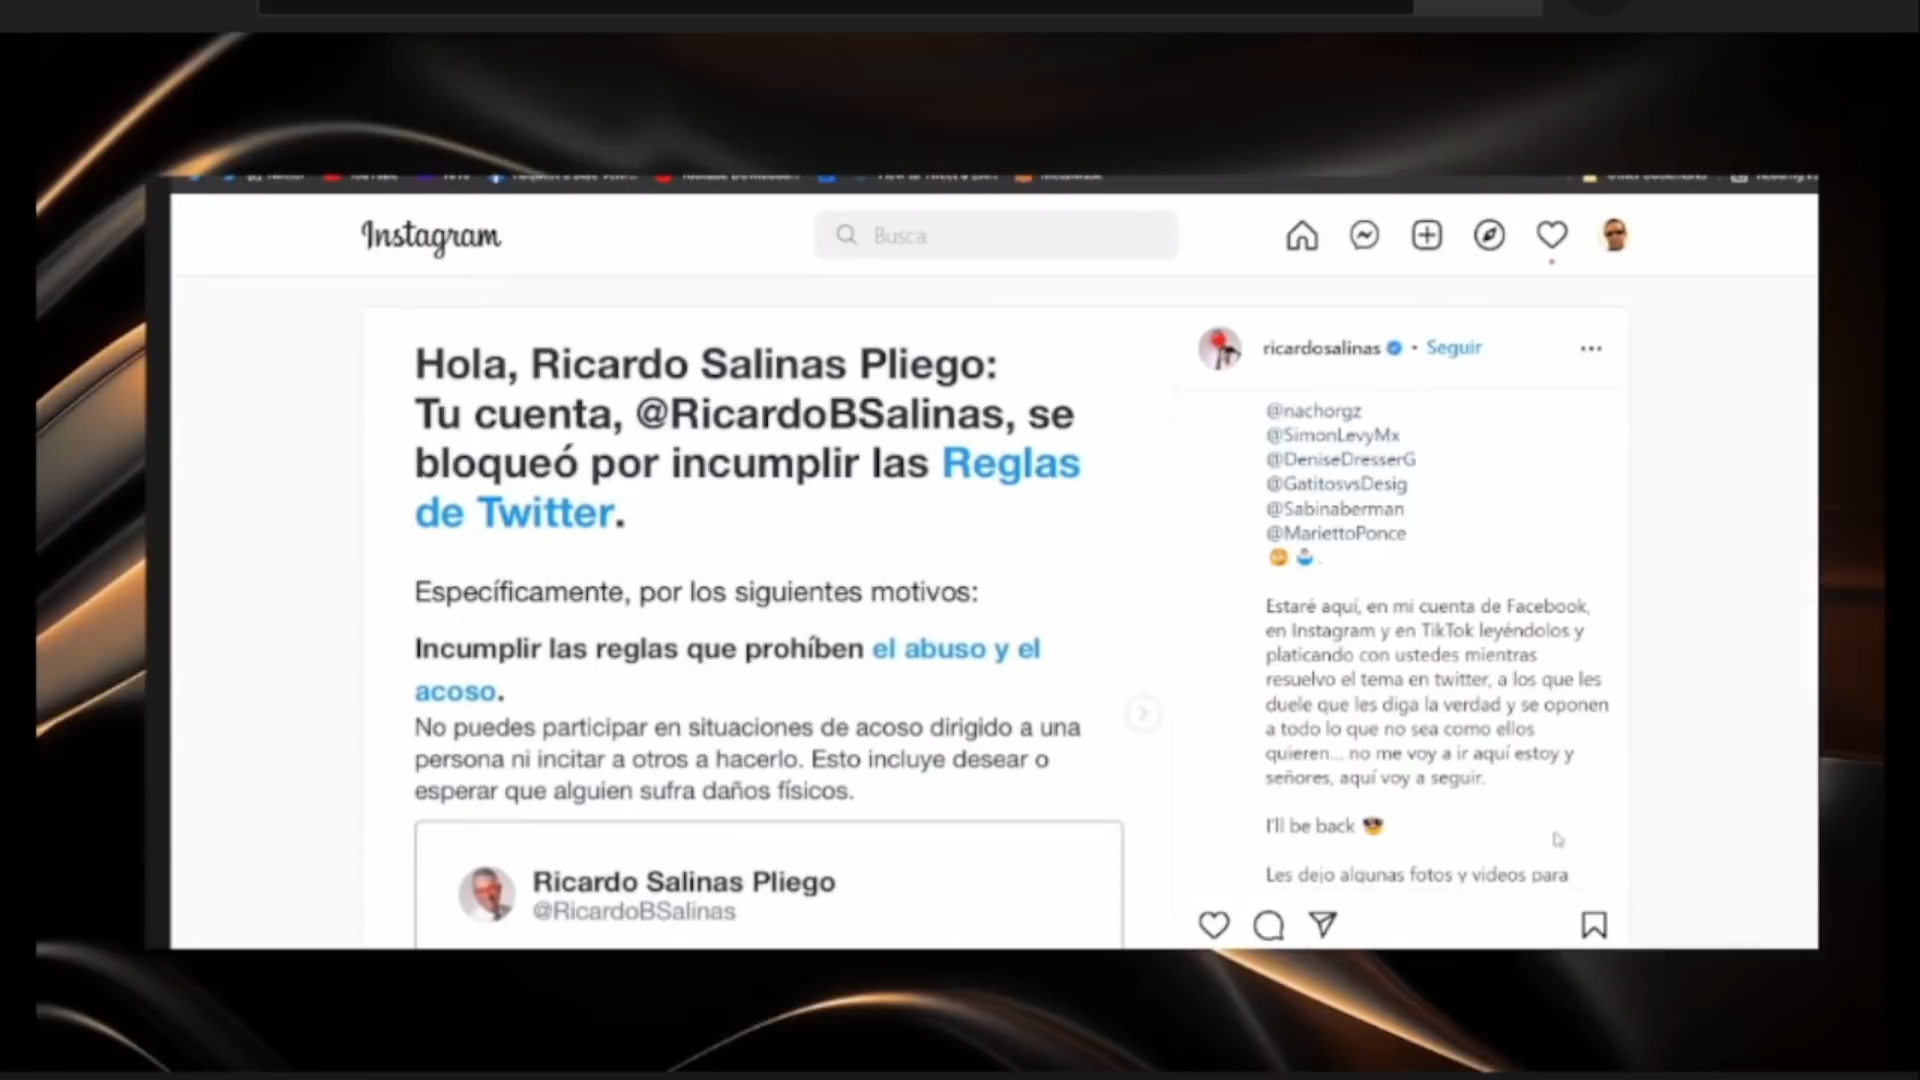 Instagram
Busca
Hola, Ricardo Salinas Pliego:
Tu cuenta, @RicardoBSalinas, se
bloqueó por incumplir las Reglas
de Twitter.
Específicamente, por los siguientes motivos:
Incumplir las reglas que prohíben el abuso y el
acoso.
No puedes participar en situaciones de acoso dirigido a una
persona ni incitar a otros a hacerlo. Esto incluye desear o
esperar que alguien sufra daños físicos.
Ricardo Salinas Pliego
@RicardoBSalinas
ricardosalinas • Seguir
@nachorgz
@SimonLevyMx
@DeniseDresserG
@GatitosvsDesig
@Sabinaberman
@MariettoPonce
😬 🤷‍♂️ .
Estaré aquí, en mi cuenta de Facebook,
en Instagram y en TikTok leyéndolos y
platicando con ustedes mientras
resuelvo el tema en twitter, a los que les
duele que les diga la verdad y se oponen
a todo lo que no sea como ellos
quieren... no me voy a ir aquí estoy y
señores, aquí voy a seguir.
I'll be back 😎
Les dejo algunas fotos y videos para